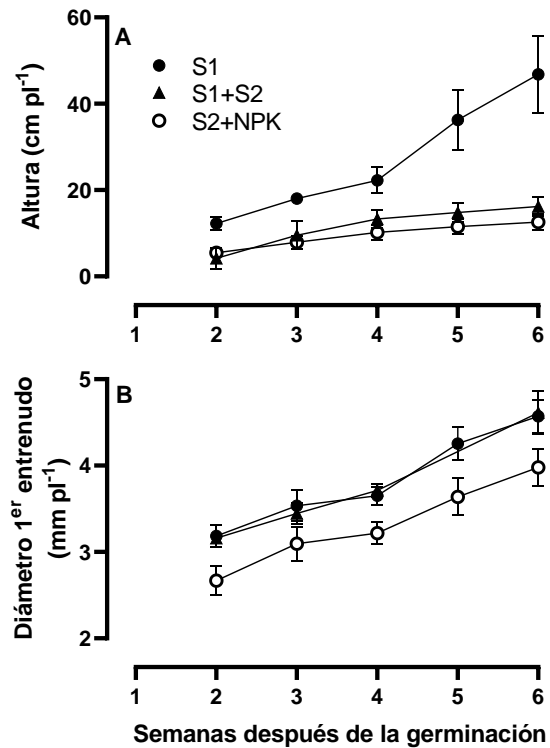 A
S1
S1+S2
S2+NPK
Altura (cm pl⁻¹)
60
40
20
0
1 2 3 4 5 6
B
Diámetro 1er entrenudo
(mm pl⁻¹)
5
4
3
2
1 2 3 4 5 6
Semanas después de la germinación